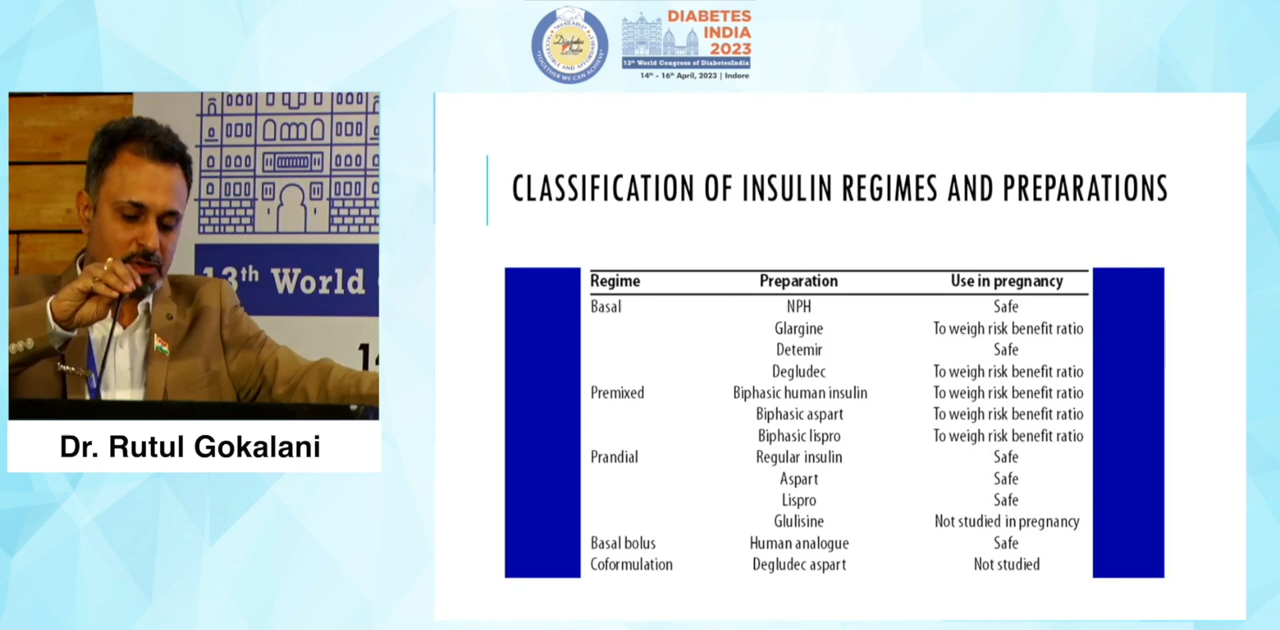 Diabetes
India
DIABETES
INDIA
2023
13th World Congress of DiabetesIndia
14th - 16th April, 2023 | Indore
13th World
14
Dr. Rutul Gokalani
CLASSIFICATION OF INSULIN REGIMES AND PREPARATIONS
Regime Preparation Use in pregnancy
Basal NPH Safe
Glargine To weigh risk benefit ratio
Detemir Safe
Degludec To weigh risk benefit ratio
Premixed Biphasic human insulin To weigh risk benefit ratio
Biphasic aspart To weigh risk benefit ratio
Biphasic lispro To weigh risk benefit ratio
Prandial Regular insulin Safe
Aspart Safe
Lispro Safe
Glulisine Not studied in pregnancy
Basal bolus Human analogue Safe
Coformulation Degludec aspart Not studied